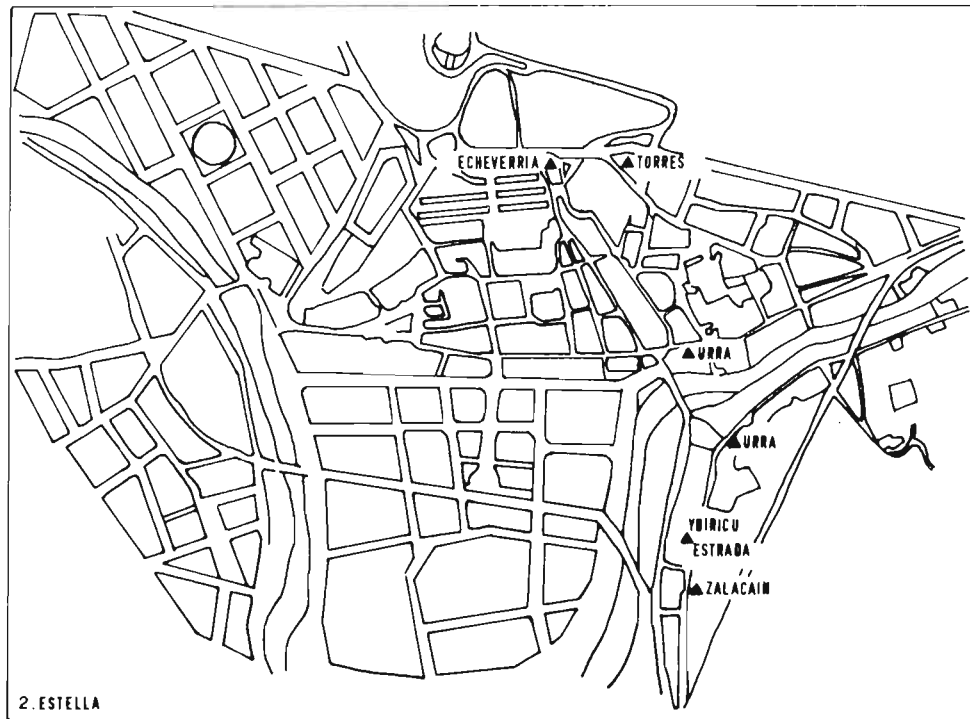 ECHEVERRIA
TORRES
URRA
URRA
YBIRICU
ESTRADA
ZALACAIN
2.ESTELLA